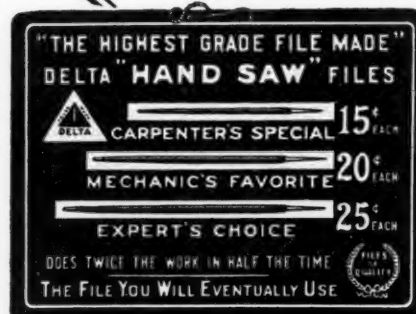 "THE HIGHEST GRADE FILE MADE"
DELTA "HAND SAW" FILES
DELTA
CARPENTER'S SPECIAL 15¢ EACH
MECHANIC'S FAVORITE 20¢ EACH
EXPERT'S CHOICE 25¢ EACH
DOES TWICE THE WORK IN HALF THE TIME
FILES OF QUALITY
THE FILE YOU WILL EVENTUALLY USE